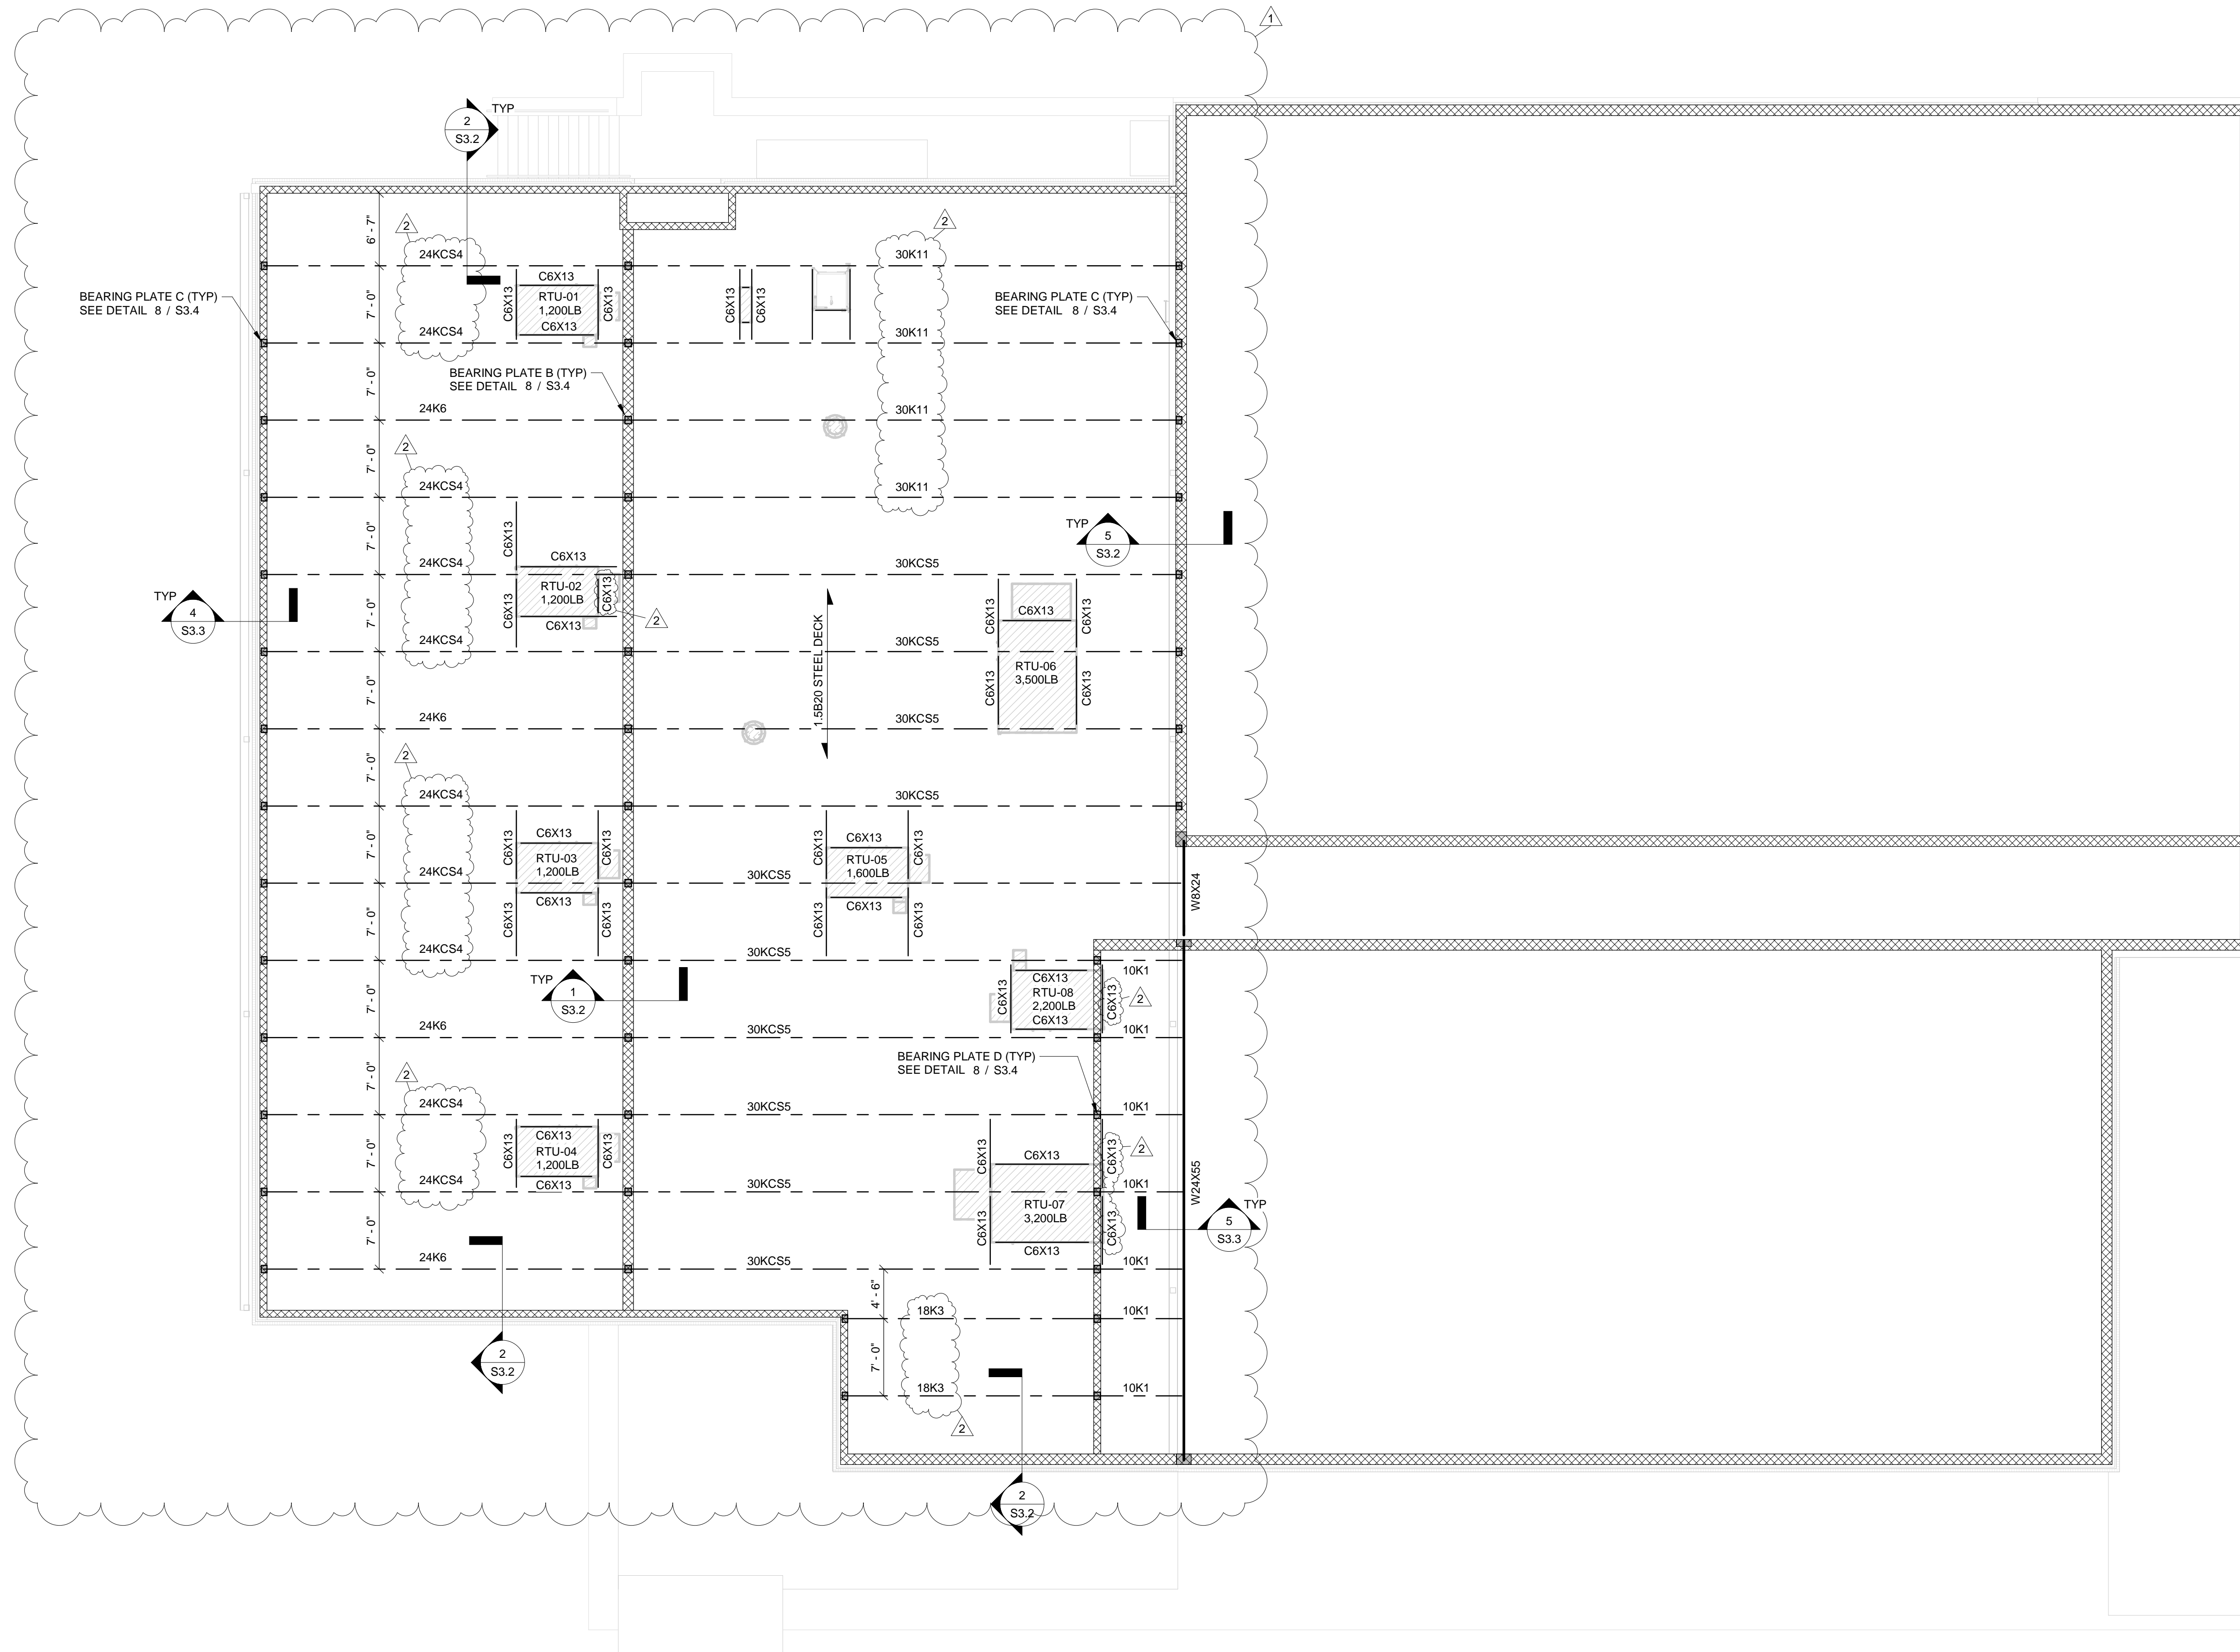 1
TYP
2
S3.2
6' - 7"
2
2
24KCS4
30K11
C6X13
C6X13
RTU-01
1,200LB
C6X13
C6X13
C6X13
C6X13
7' - 0"
BEARING PLATE C (TYP)
SEE DETAIL 8 / S3.4
BEARING PLATE C (TYP)
SEE DETAIL 8 / S3.4
24KCS4
30K11
BEARING PLATE B (TYP)
SEE DETAIL 8 / S3.4
7' - 0"
24K6
30K11
2
7' - 0"
24KCS4
30K11
TYP
5
S3.2
7' - 0"
C6X13
C6X13
24KCS4
30KCS5
RTU-02
1,200LB
C6X13
C6X13
C6X13
2
TYP
4
S3.3
7' - 0"
C6X13
C6X13
C6X13
24KCS4
30KCS5
1.5B20 STEEL DECK
RTU-06
3,500LB
C6X13
C6X13
7' - 0"
24K6
30KCS5
2
7' - 0"
24KCS4
30KCS5
7' - 0"
C6X13
C6X13
C6X13
RTU-03
1,200LB
C6X13
C6X13
C6X13
RTU-05
1,600LB
24KCS4
30KCS5
W8X24
C6X13
C6X13
C6X13
C6X13
C6X13
C6X13
7' - 0"
24KCS4
30KCS5
10K1
TYP
1
S3.2
7' - 0"
C6X13
C6X13
RTU-08
2,200LB
C6X13
C6X13
2
24K6
30KCS5
10K1
BEARING PLATE D (TYP)
SEE DETAIL 8 / S3.4
7' - 0"
2
24KCS4
30KCS5
10K1
7' - 0"
C6X13
C6X13
RTU-04
1,200LB
C6X13
C6X13
C6X13
C6X13
C6X13
2
24KCS4
30KCS5
10K1
W24X55
7' - 0"
C6X13
RTU-07
3,200LB
C6X13
C6X13
TYP
5
S3.3
24K6
30KCS5
10K1
4' - 6"
18K3
10K1
2
S3.2
7' - 0"
18K3
10K1
2
2
S3.2